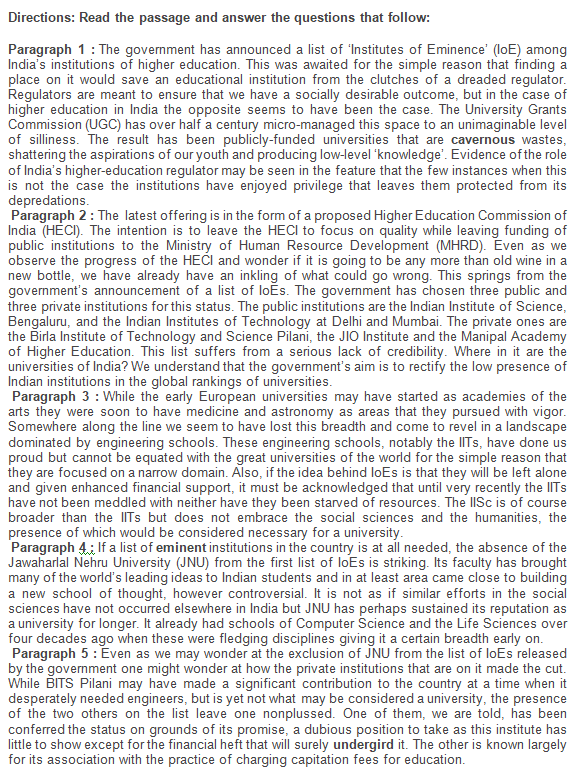 Directions: Read the passage and answer the questions that follow:
Paragraph 1 : The government has announced a list of ‘Institutes of Eminence’ (IoE) among
India’s institutions of higher education. This was awaited for the simple reason that finding a
place on it would save an educational institution from the clutches of a dreaded regulator.
Regulators are meant to ensure that we have a socially desirable outcome, but in the case of
higher education in India the opposite seems to have been the case. The University Grants
Commission (UGC) has over half a century micro-managed this space to an unimaginable level
of silliness. The result has been publicly-funded universities that are cavernous wastes,
shattering the aspirations of our youth and producing low-level ‘knowledge’. Evidence of the role
of India’s higher-education regulator may be seen in the feature that the few instances when this
is not the case the institutions have enjoyed privilege that leaves them protected from its
depredations.
Paragraph 2 : The latest offering is in the form of a proposed Higher Education Commission of
India (HECI). The intention is to leave the HECI to focus on quality while leaving funding of
public institutions to the Ministry of Human Resource Development (MHRD). Even as we
observe the progress of the HECI and wonder if it is going to be any more than old wine in a
new bottle, we have already have an inkling of what could go wrong. This springs from the
government’s announcement of a list of IoEs. The government has chosen three public and
three private institutions for this status. The public institutions are the Indian Institute of Science,
Bengaluru, and the Indian Institutes of Technology at Delhi and Mumbai. The private ones are
the Birla Institute of Technology and Science Pilani, the JIO Institute and the Manipal Academy
of Higher Education. This list suffers from a serious lack of credibility. Where in it are the
universities of India? We understand that the government’s aim is to rectify the low presence of
Indian institutions in the global rankings of universities.
Paragraph 3 : While the early European universities may have started as academies of the
arts they were soon to have medicine and astronomy as areas that they pursued with vigor.
Somewhere along the line we seem to have lost this breadth and come to revel in a landscape
dominated by engineering schools. These engineering schools, notably the IITs, have done us
proud but cannot be equated with the great universities of the world for the simple reason that
they are focused on a narrow domain. Also, if the idea behind IoEs is that they will be left alone
and given enhanced financial support, it must be acknowledged that until very recently the IITs
have not been meddled with neither have they been starved of resources. The IISc is of course
broader than the IITs but does not embrace the social sciences and the humanities, the
presence of which would be considered necessary for a university.
Paragraph 4 : If a list of eminent institutions in the country is at all needed, the absence of the
Jawaharlal Nehru University (JNU) from the first list of IoEs is striking. Its faculty has brought
many of the world’s leading ideas to Indian students and in at least area came close to building
a new school of thought, however controversial. It is not as if similar efforts in the social
sciences have not occurred elsewhere in India but JNU has perhaps sustained its reputation as
a university for longer. It already had schools of Computer Science and the Life Sciences over
four decades ago when these were fledging disciplines giving it a certain breadth early on.
Paragraph 5 : Even as we may wonder at the exclusion of JNU from the list of IoEs released
by the government one might wonder at how the private institutions that are on it made the cut.
While BITS Pilani may have made a significant contribution to the country at a time when it
desperately needed engineers, but is yet not what may be considered a university, the presence
of the two others on the list leave one nonplussed. One of them, we are told, has been
conferred the status on grounds of its promise, a dubious position to take as this institute has
little to show except for the financial heft that will surely undergird it. The other is known largely
for its association with the practice of charging capitation fees for education.